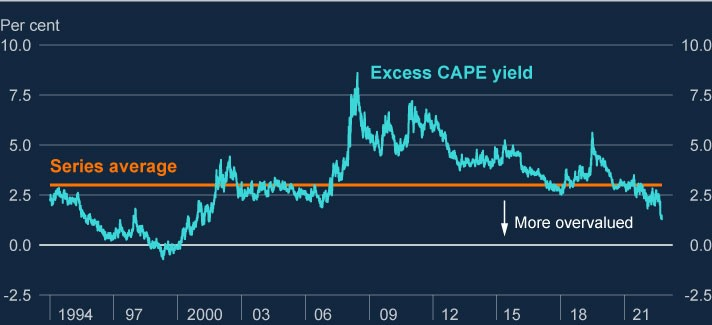 Per cent
10.0 10.0
Excess CAPE yield
7.5 7.5
5.0 5.0
Series average
2.5 2.5
More overvalued
0.0 0.0
-2.5 -2.5
1994 97 2000 03 06 09 12 15 18 21